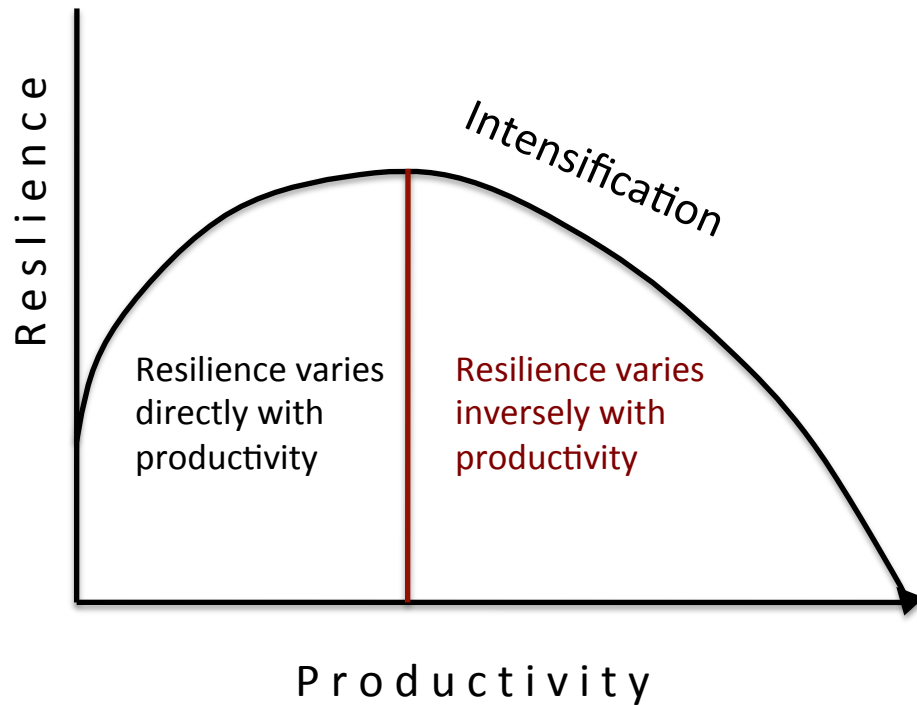 Reslience
Intensification
Resilience varies
directly with
productivity
Resilience varies
inversely with
productivity
Productivity